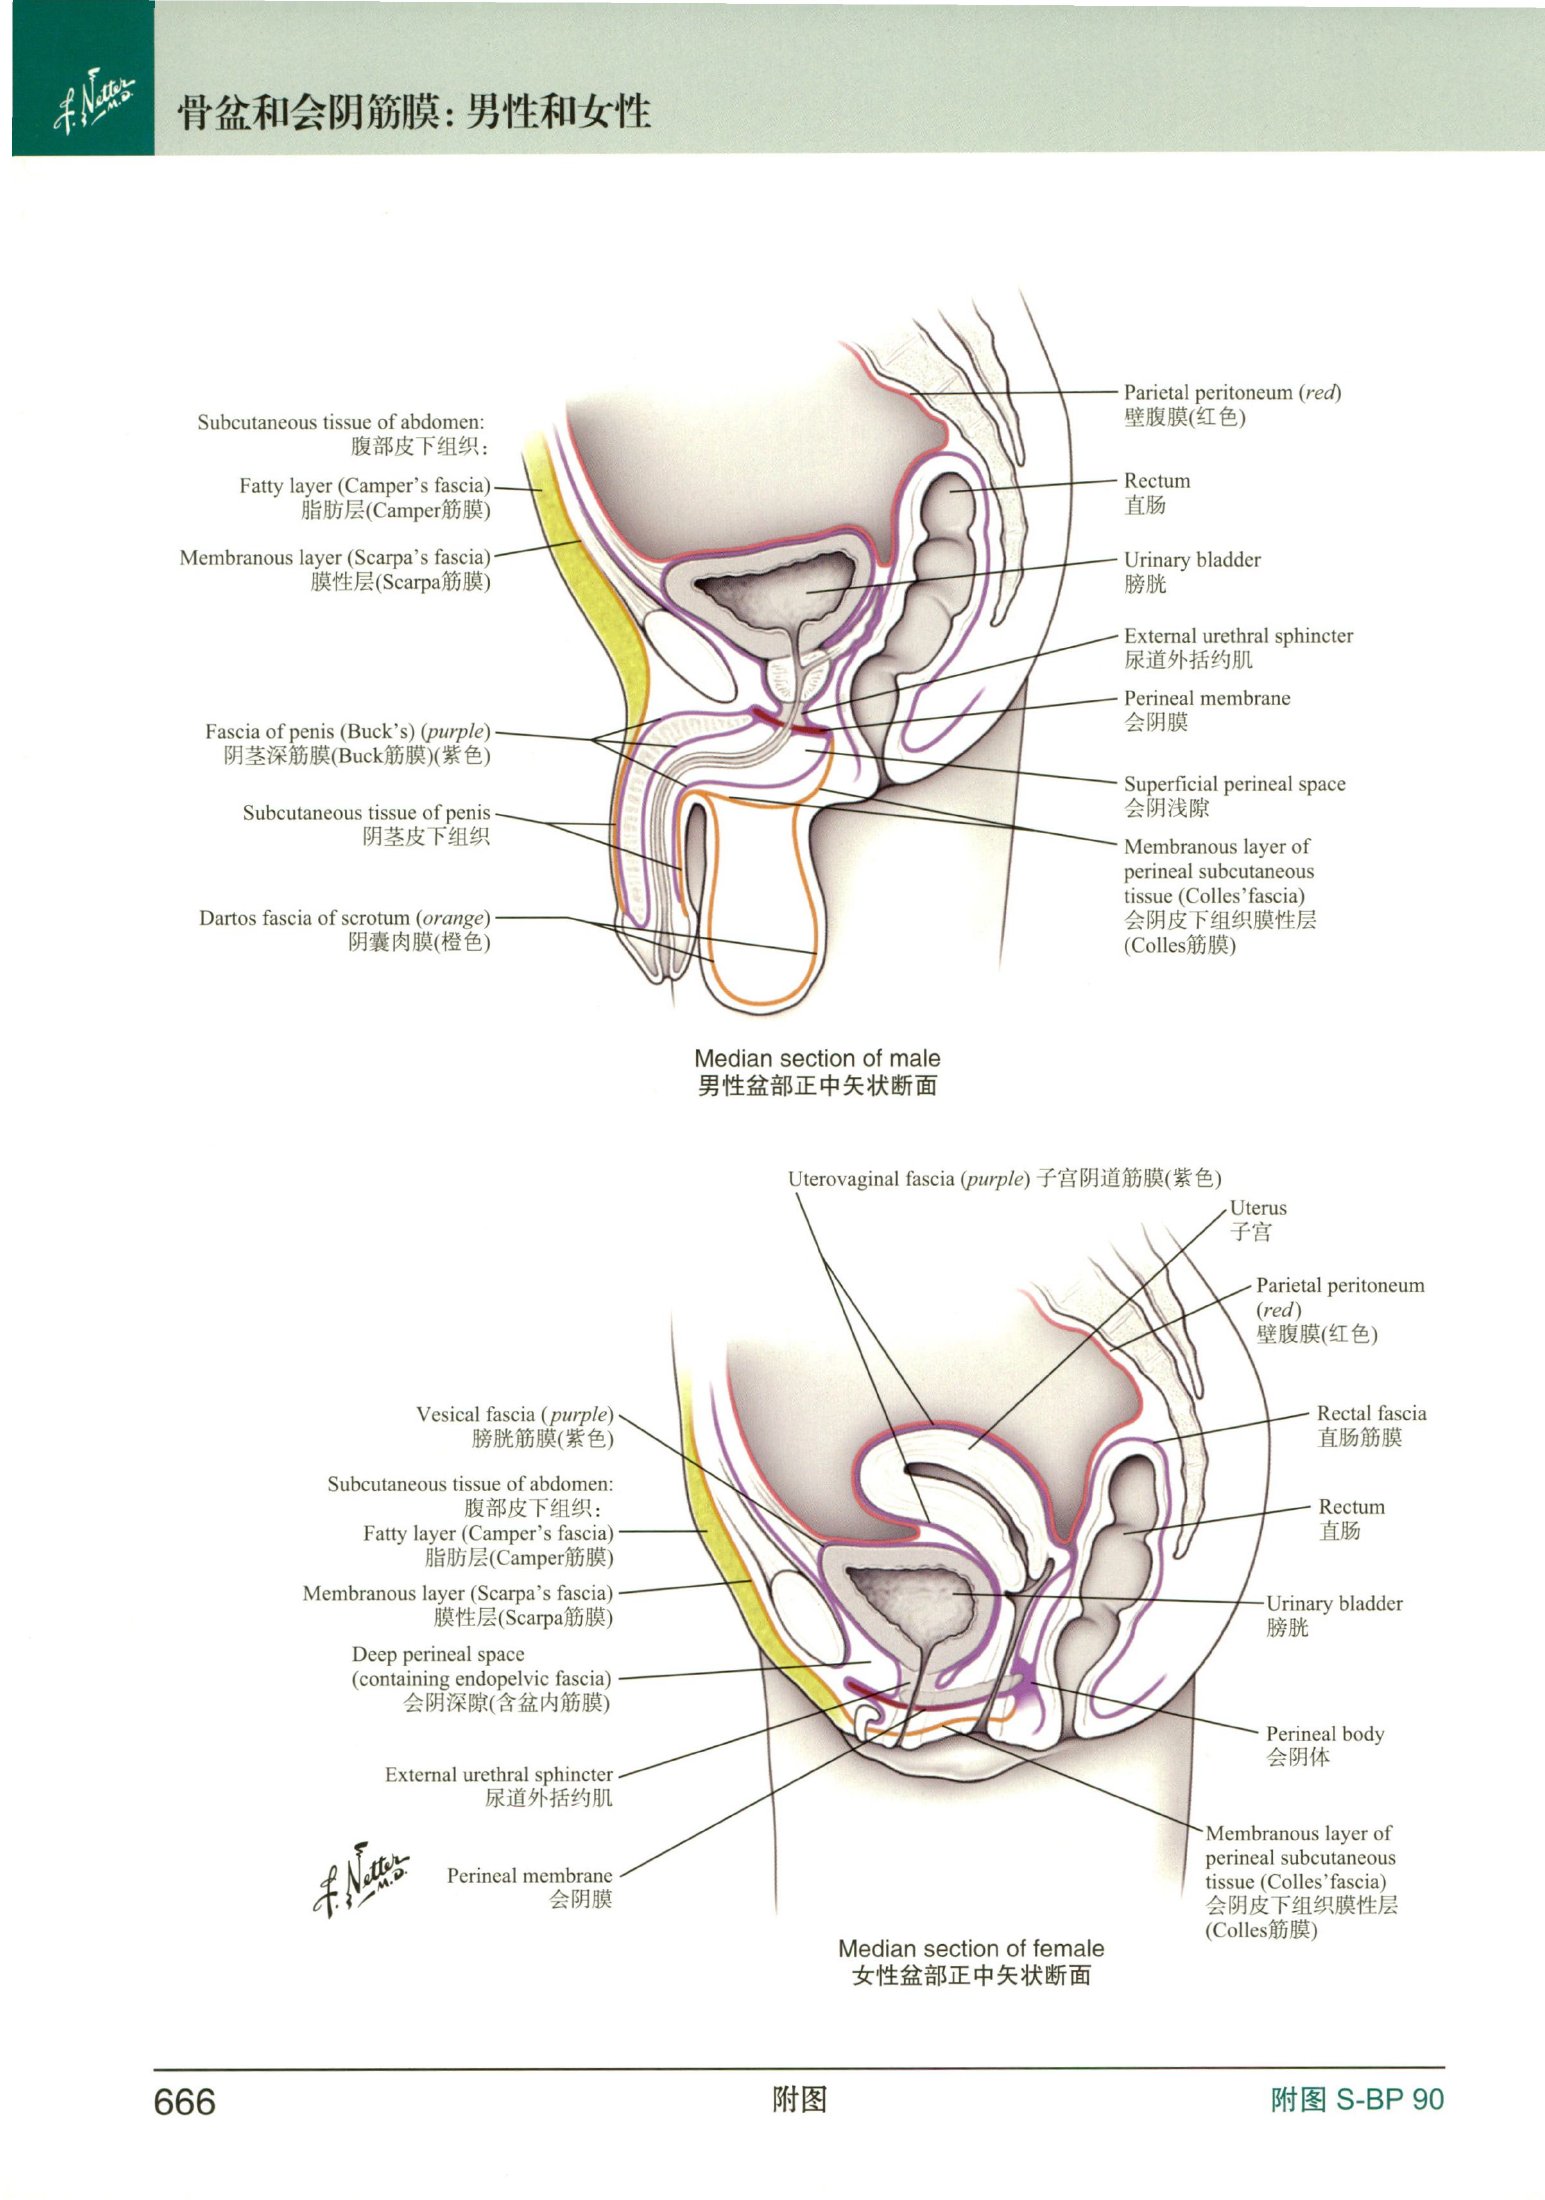 F. Netter M.D.
骨盆和会阴筋膜：男性和女性
Subcutaneous tissue of abdomen:
腹部皮下组织：
Fatty layer (Camper's fascia)
脂肪层(Camper筋膜)
Membranous layer (Scarpa's fascia)
膜性层(Scarpa筋膜)
Fascia of penis (Buck's) (purple)
阴茎深筋膜(Buck筋膜)(紫色)
Subcutaneous tissue of penis
阴茎皮下组织
Dartos fascia of scrotum (orange)
阴囊肉膜(橙色)
Parietal peritoneum (red)
壁腹膜(红色)
Rectum
直肠
Urinary bladder
膀胱
External urethral sphincter
尿道外括约肌
Perineal membrane
会阴膜
Superficial perineal space
会阴浅隙
Membranous layer of
perineal subcutaneous
tissue (Colles'fascia)
会阴皮下组织膜性层
(Colles筋膜)
Median section of male
男性盆部正中矢状断面
Uterovaginal fascia (purple) 子宫阴道筋膜(紫色)
Uterus
子宫
Parietal peritoneum
(red)
壁腹膜(红色)
Rectal fascia
直肠筋膜
Rectum
直肠
Urinary bladder
膀胱
Perineal body
会阴体
Membranous layer of
perineal subcutaneous
tissue (Colles'fascia)
会阴皮下组织膜性层
(Colles筋膜)
Vesical fascia (purple)
膀胱筋膜(紫色)
Subcutaneous tissue of abdomen:
腹部皮下组织：
Fatty layer (Camper's fascia)
脂肪层(Camper筋膜)
Membranous layer (Scarpa's fascia)
膜性层(Scarpa筋膜)
Deep perineal space
(containing endopelvic fascia)
会阴深隙(含盆内筋膜)
External urethral sphincter
尿道外括约肌
Perineal membrane
会阴膜
F. Netter M.D.
Median section of female
女性盆部正中矢状断面
666
附图
附图 S-BP 90